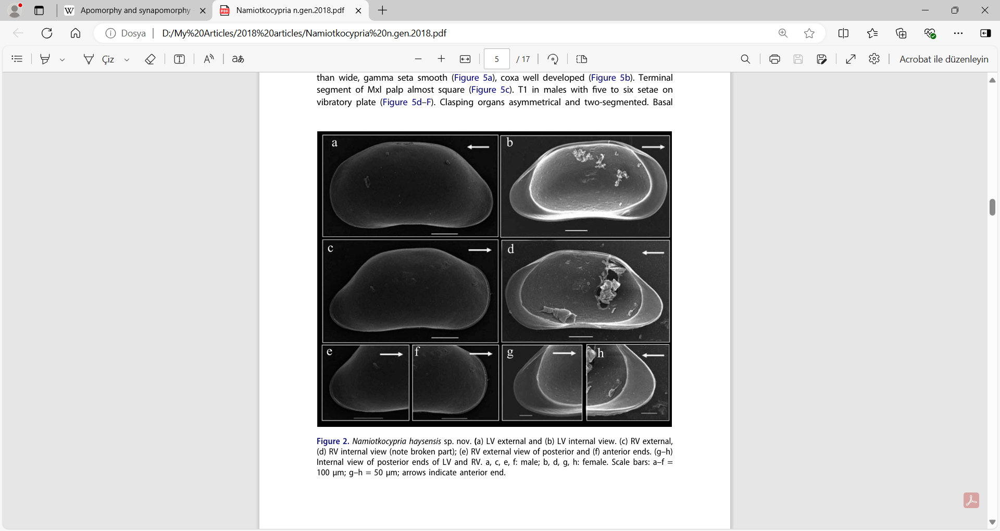 W Apomorphy and synapomorphy
PDF Namiotkocypria n.gen.2018.pdf
Dosya | D:/My%20Articles/2018%20articles/Namiotkocypria%20n.gen.2018.pdf
Çiz
T
A
aあ
5 / 17
Acrobat ile düzenleyin
than wide, gamma seta smooth (Figure 5a), coxa well developed (Figure 5b). Terminal
segment of Mxl palp almost square (Figure 5c). T1 in males with five to six setae on
vibratory plate (Figure 5d–F). Clasping organs asymmetrical and two-segmented. Basal
a
b
c
d
e
f
g
h
Figure 2. Namiotkocypria haysensis sp. nov. (a) LV external and (b) LV internal view. (c) RV external,
(d) RV internal view (note broken part); (e) RV external view of posterior and (f) anterior ends. (g–h)
Internal view of posterior ends of LV and RV. a, c, e, f: male; b, d, g, h: female. Scale bars: a–f =
100 µm; g–h = 50 µm; arrows indicate anterior end.